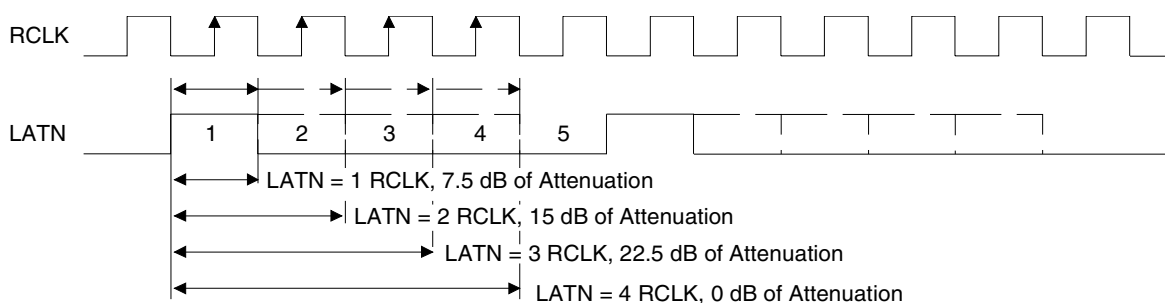 RCLK
LATN
1 2 3 4 5
LATN = 1 RCLK, 7.5 dB of Attenuation
LATN = 2 RCLK, 15 dB of Attenuation
LATN = 3 RCLK, 22.5 dB of Attenuation
LATN = 4 RCLK, 0 dB of Attenuation